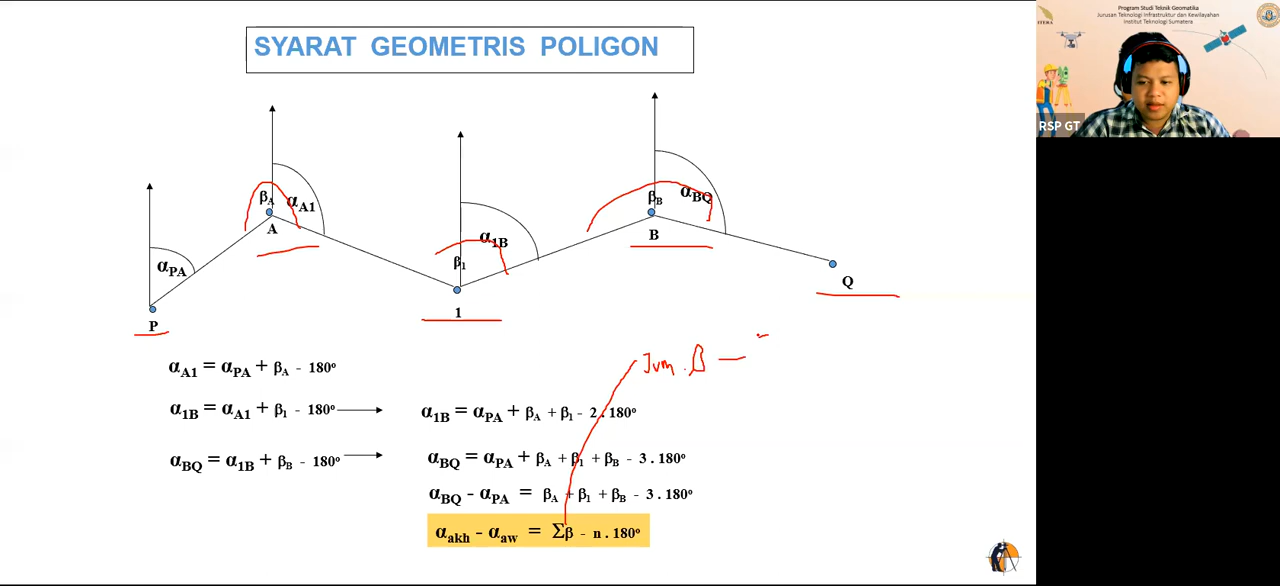 Program Studi Teknik Geomatika
Jurusan Teknologi Infrastruktur dan Kewilayahan
Institut Teknologi Sumatera
ITERA
SYARAT GEOMETRIS POLIGON
RSP GT
βA αA1
A
αPA
P
α1B
β1
1
βB αBQ
B
Q
αA1 = αPA + βA - 180°
Jum . β
α1B = αA1 + β1 - 180°
α1B = αPA + βA + β1 - 2 . 180°
αBQ = α1B + βB - 180°
αBQ = αPA + βA + β1 + βB - 3 . 180°
αBQ - αPA = βA + β1 + βB - 3 . 180°
αakh - αaw = Σβ - n . 180°